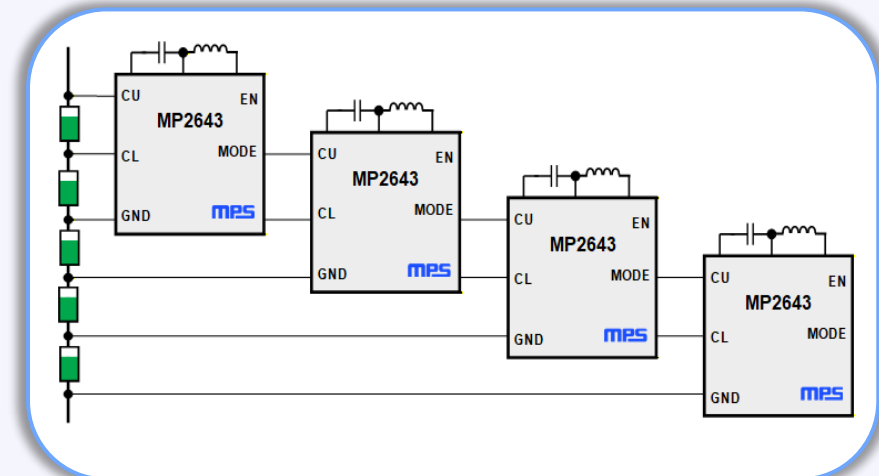 CU
EN
MP2643
CL
MODE
GND
MPS
CU
EN
MP2643
CL
MODE
GND
MPS
CU
EN
MP2643
CL
MODE
GND
MPS
CU
EN
MP2643
CL
MODE
GND
MPS